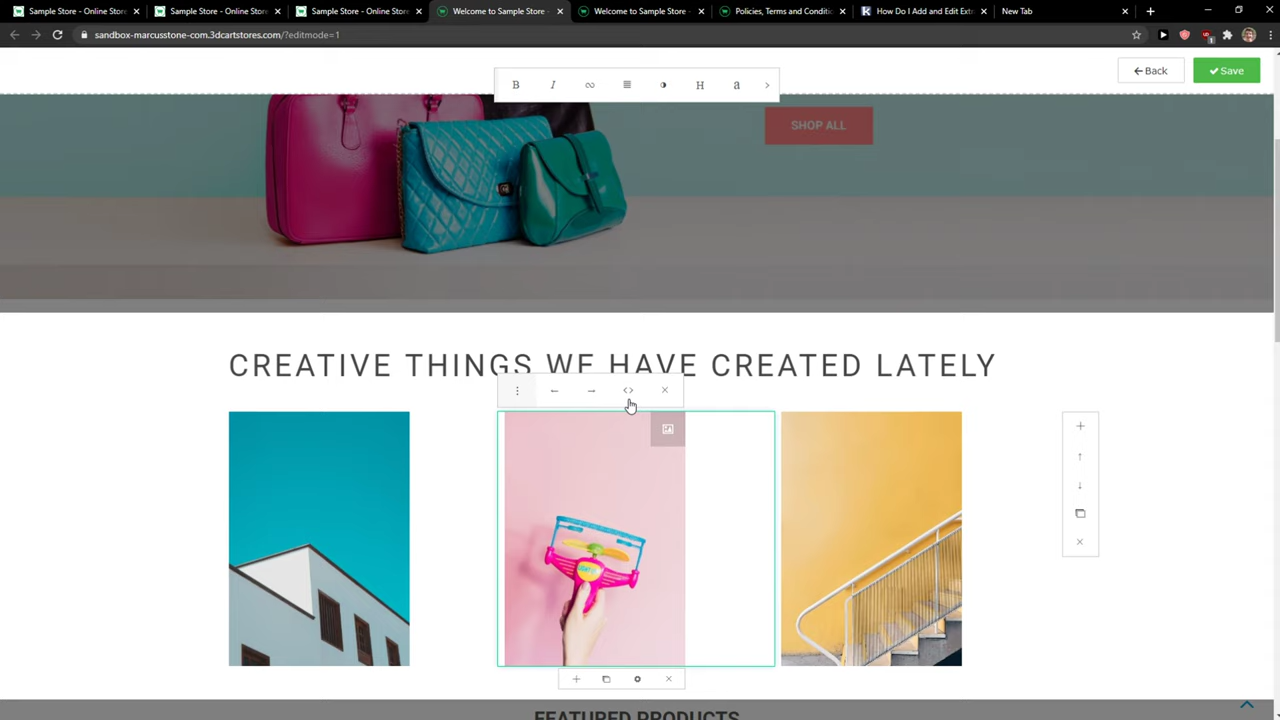 Sample Store - Online Store
Sample Store - Online Store
Sample Store - Online Store
Welcome to Sample Store -
Welcome to Sample Store -
Policies, Terms and Conditi
How Do I Add and Edit Ext
New Tab
sandbox-marcusstone-com.3dcartstores.com/?editmode=1
Back
Save
B
I
H
a
SHOP ALL
CREATIVE THINGS WE HAVE CREATED LATELY
FEATURED PRODUCTS